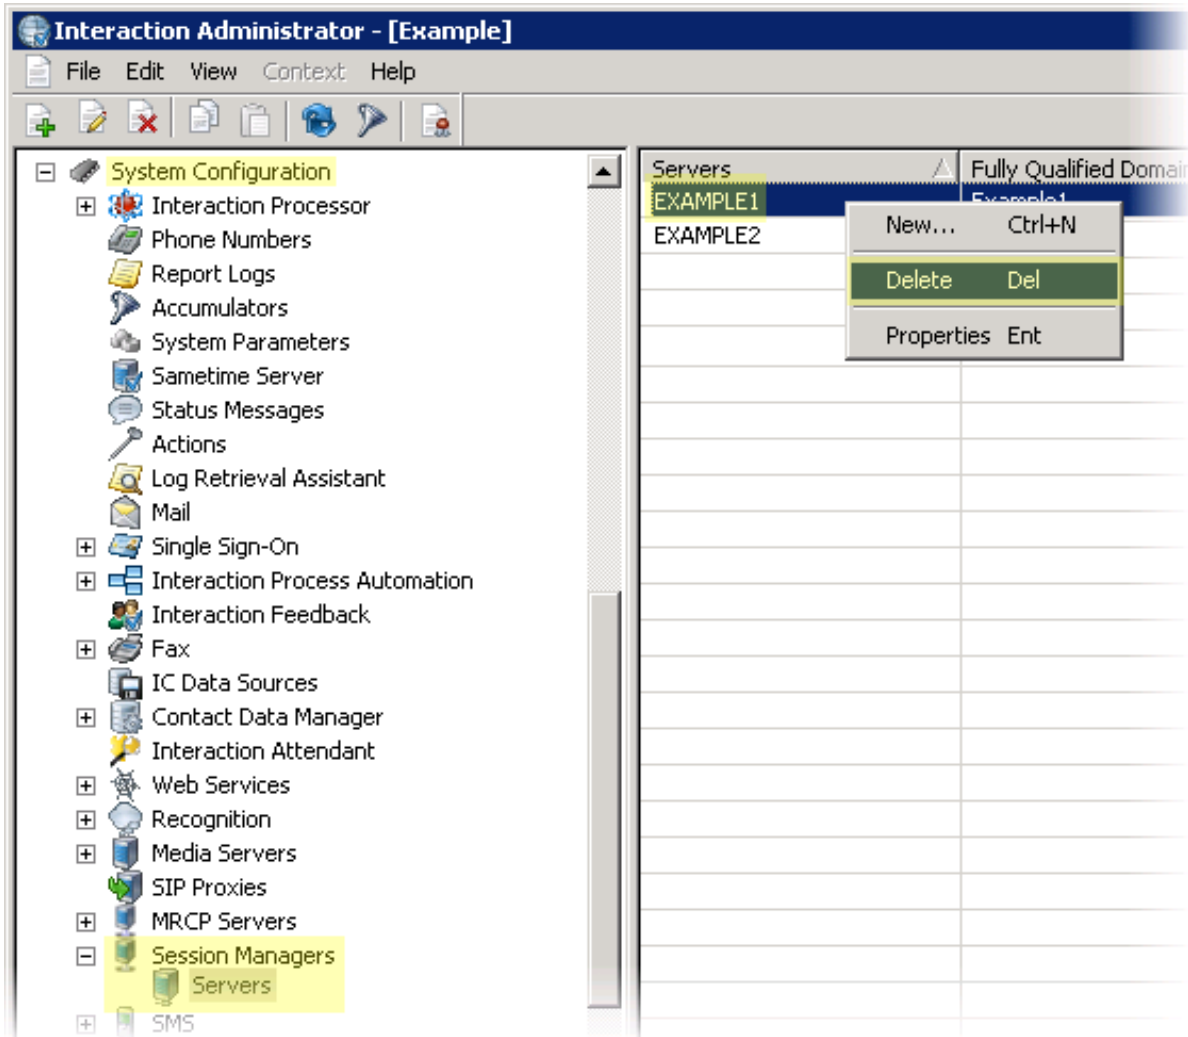 Interaction Administrator - [Example]
File Edit View Context Help
System Configuration
Interaction Processor
Phone Numbers
Report Logs
Accumulators
System Parameters
Sametime Server
Status Messages
Actions
Log Retrieval Assistant
Mail
Single Sign-On
Interaction Process Automation
Interaction Feedback
Fax
IC Data Sources
Contact Data Manager
Interaction Attendant
Web Services
Recognition
Media Servers
SIP Proxies
MRCP Servers
Session Managers
Servers
SMS
Servers Fully Qualified Domain
EXAMPLE1 Example1
EXAMPLE2
New... Ctrl+N
Delete Del
Properties Ent